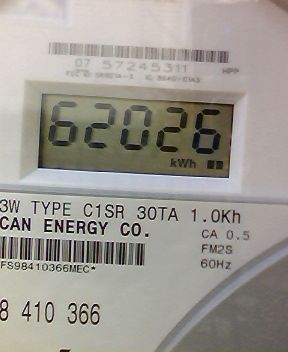 07 57245311 HPP
62026
kWh
3W TYPE C1SR 30TA 1.0Kh
CAN ENERGY CO.
CA 0.5
FM2S
FS98410366MEC*
60Hz
8 410 366